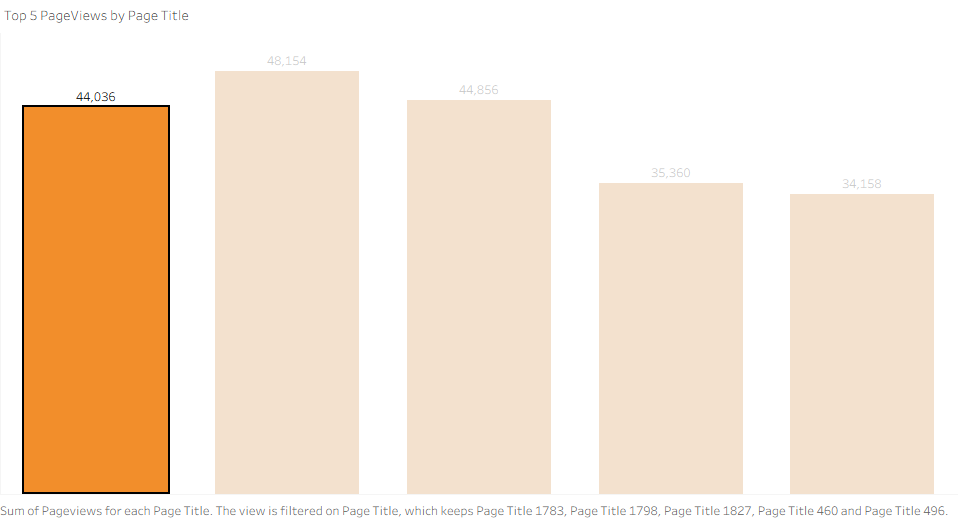 Top 5 PageViews by Page Title
48,154
44,856
44,036
35,360
34,158
Sum of Pageviews for each Page Title. The view is filtered on Page Title, which keeps Page Title 1783, Page Title 1798, Page Title 1827, Page Title 460 and Page Title 496.